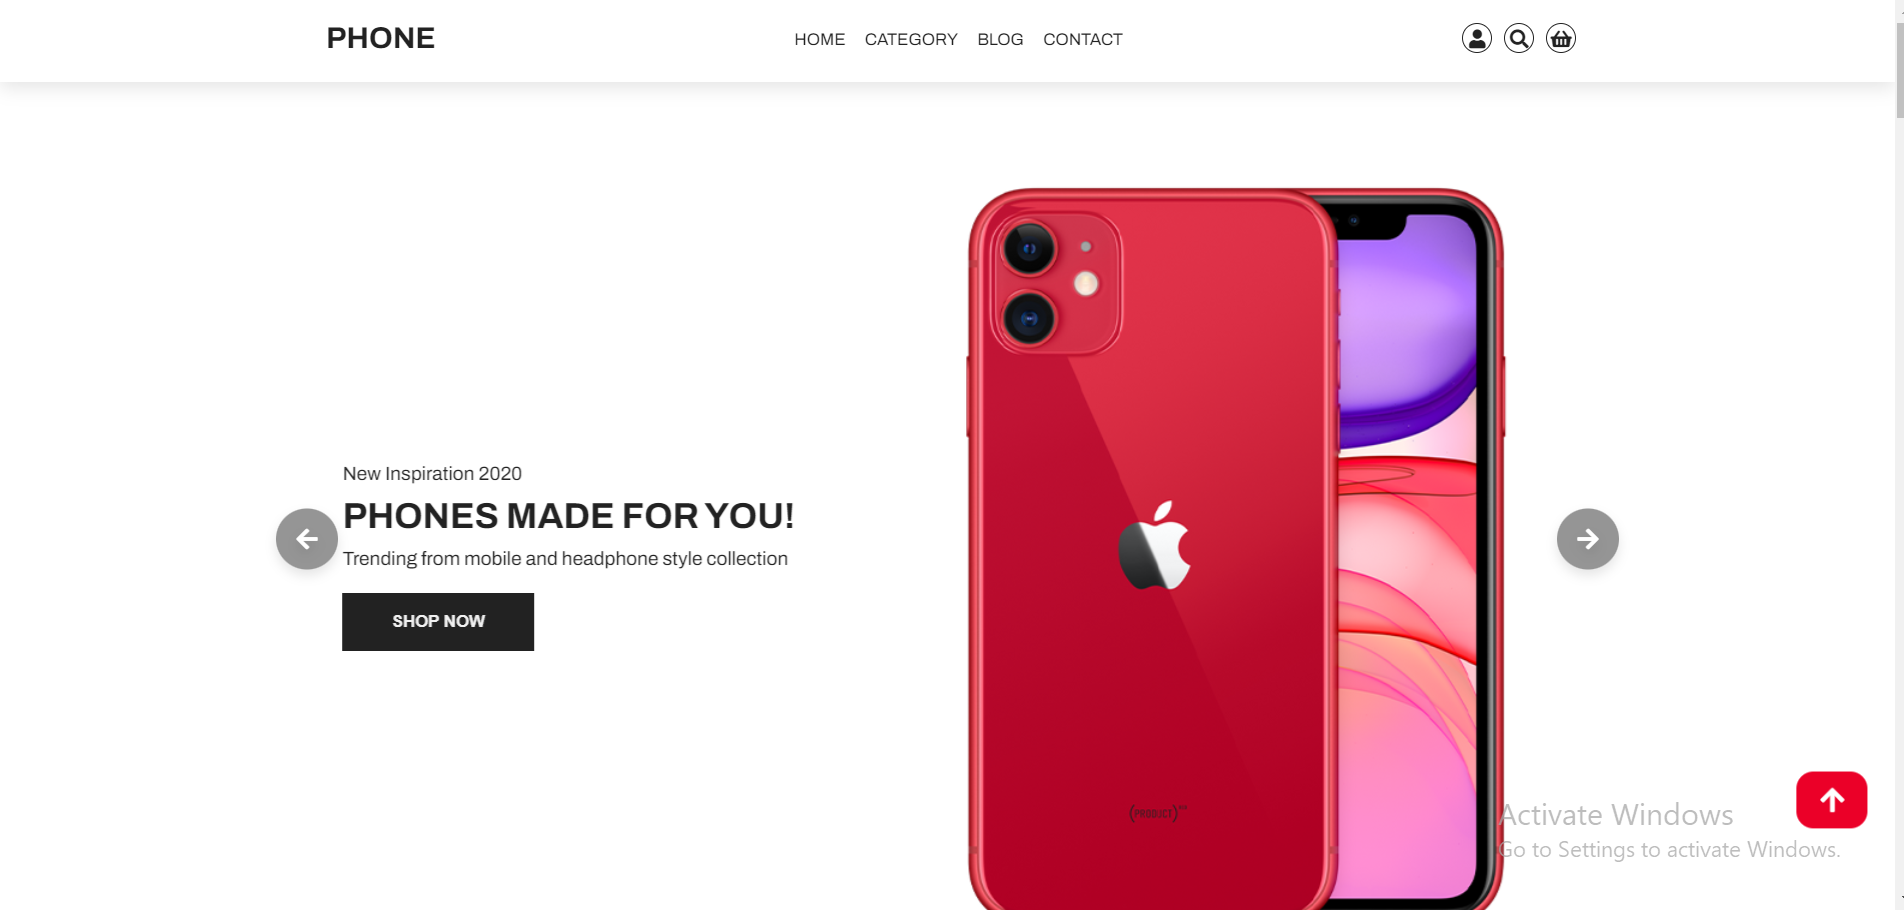 PHONE
HOME CATEGORY BLOG CONTACT
New Inspiration 2020
PHONES MADE FOR YOU!
Trending from mobile and headphone style collection
SHOP NOW
(PRODUCT)
Activate Windows
Go to Settings to activate Windows.